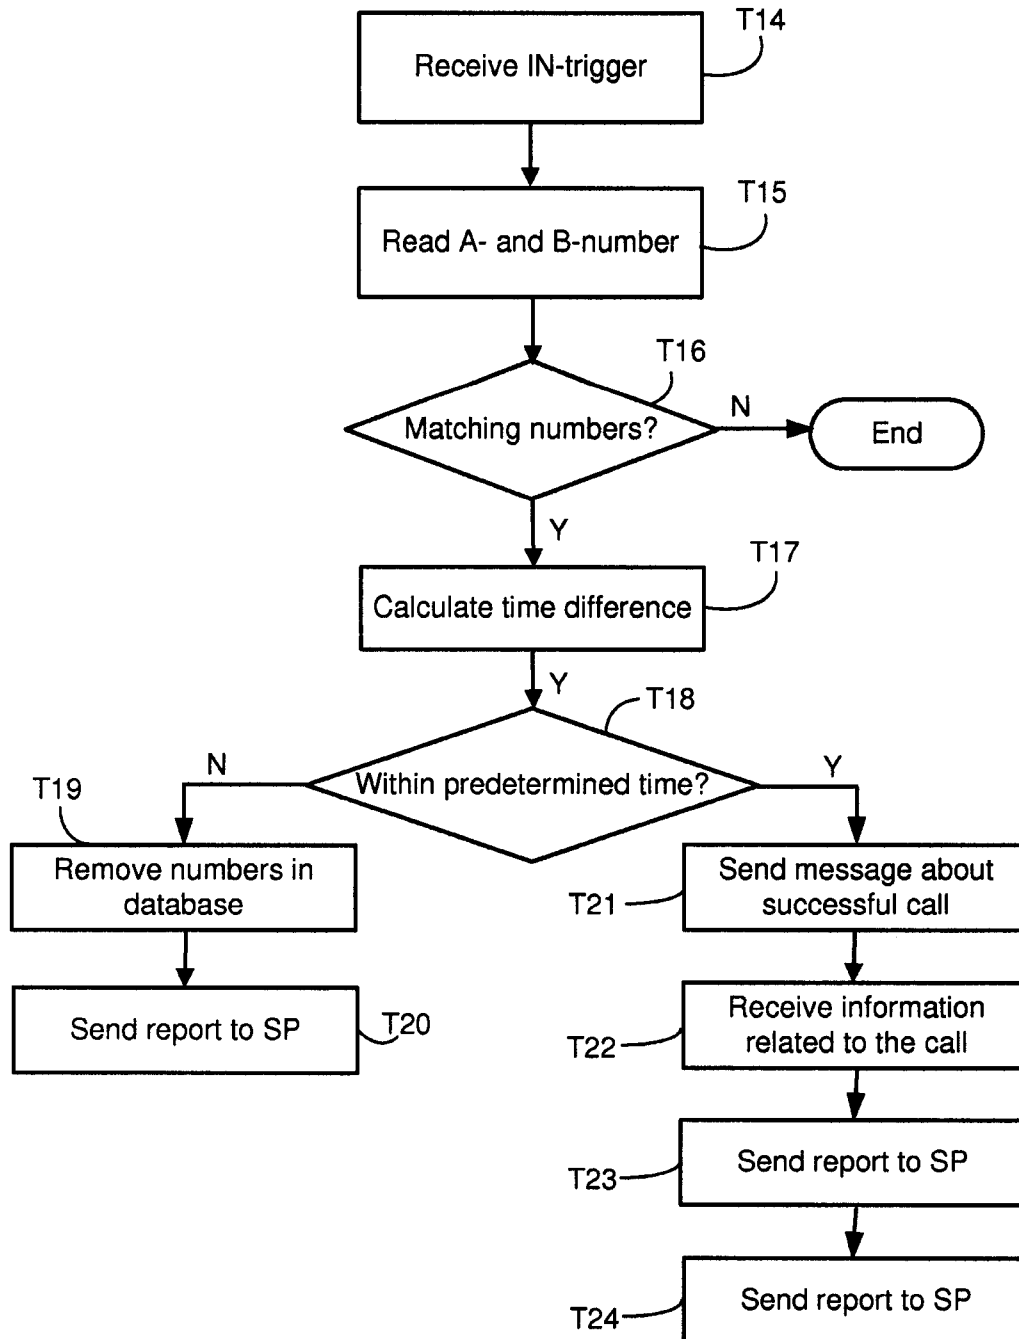 T14
Receive IN-trigger
T15
Read A- and B-number
T16
Matching numbers?
N
End
Y
T17
Calculate time difference
Y
T18
Within predetermined time?
N
Y
T19
Remove numbers in
database
Send message about
successful call
T21
Send report to SP
T20
Receive information
related to the call
T22
Send report to SP
T23
Send report to SP
T24